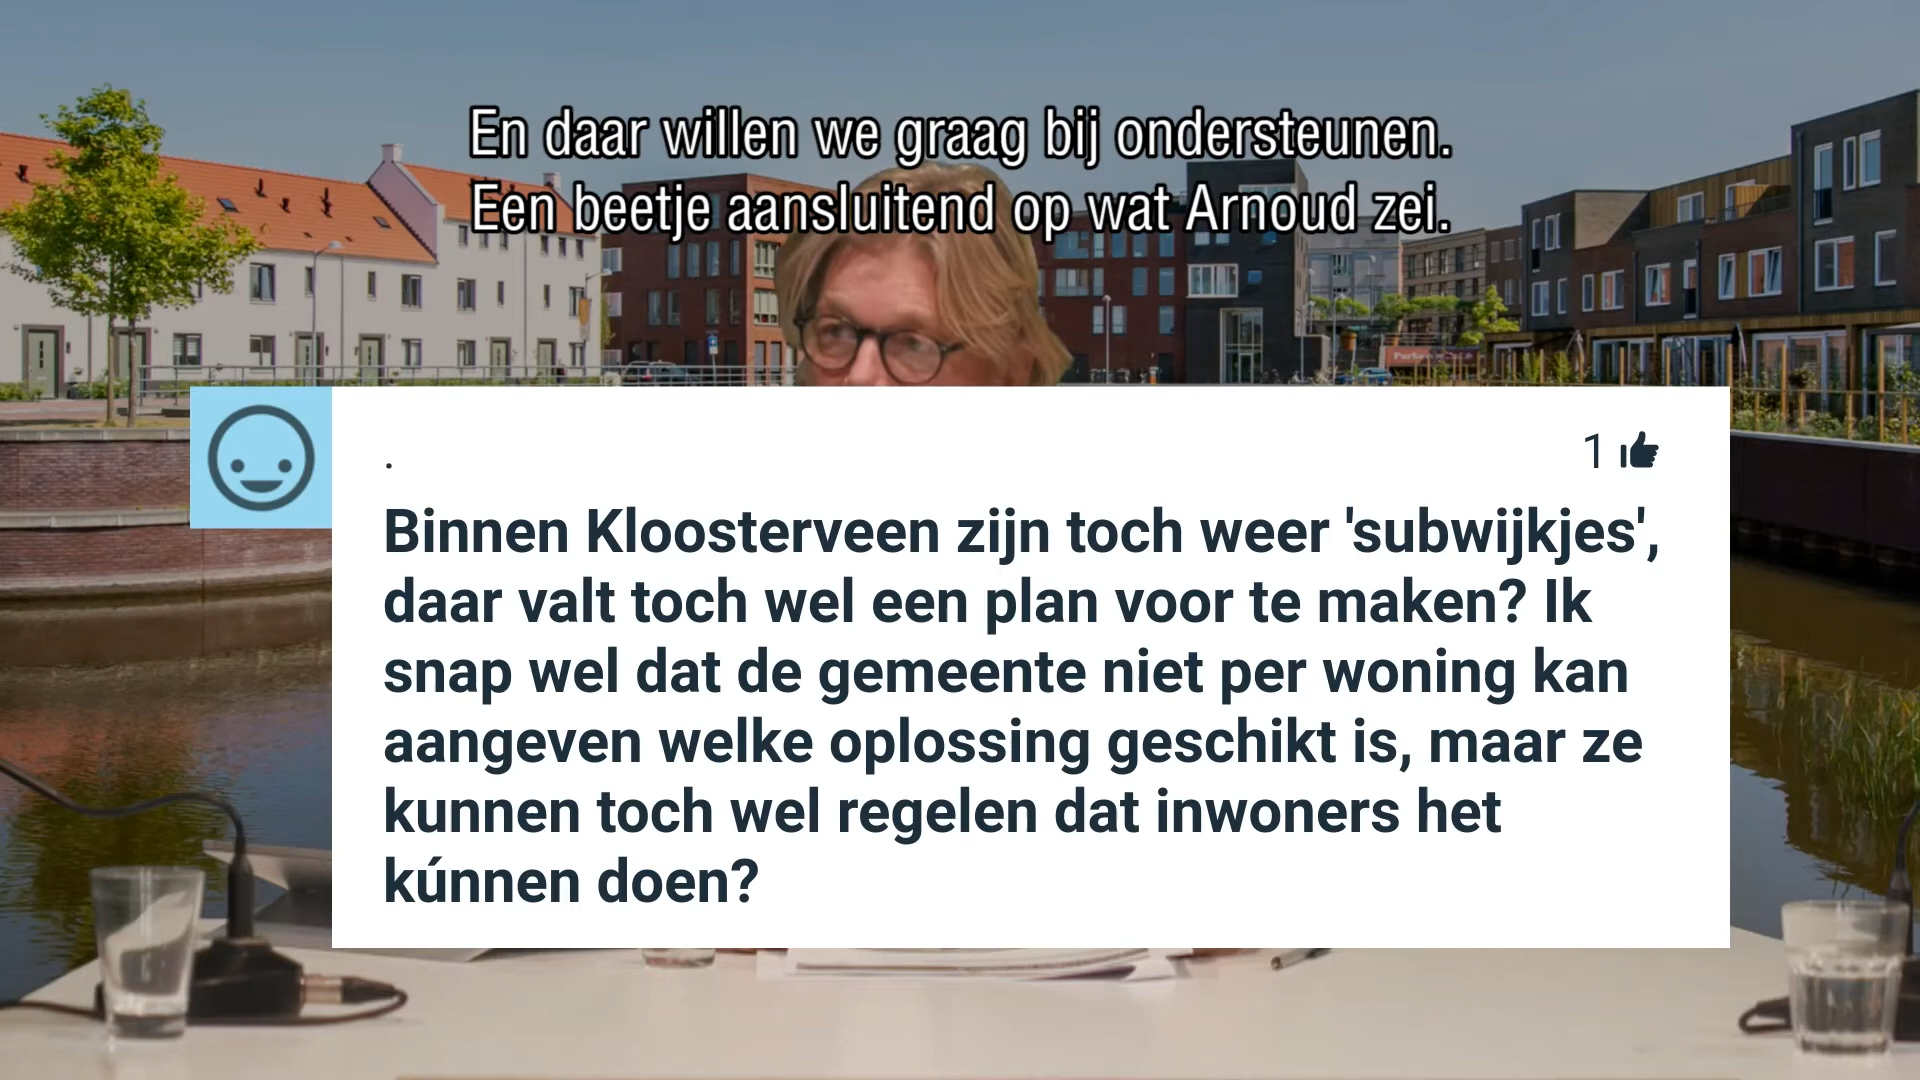 En daar willen we graag bij ondersteunen.
Een beetje aansluitend op wat Arnoud zei.
.
1
Binnen Kloosterveen zijn toch weer 'subwijkjes',
daar valt toch wel een plan voor te maken? Ik
snap wel dat de gemeente niet per woning kan
aangeven welke oplossing geschikt is, maar ze
kunnen toch wel regelen dat inwoners het
kúnnen doen?